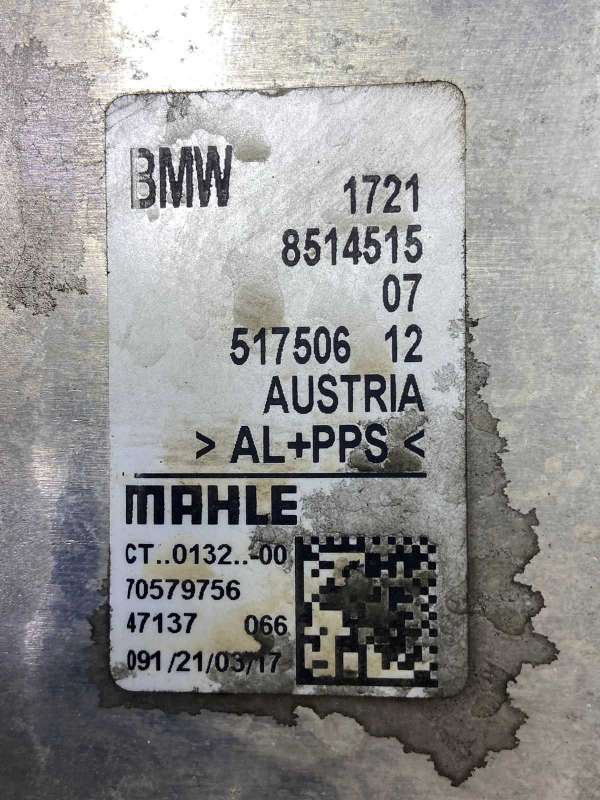 BMW 1721
8514515
07
517506 12
AUSTRIA
> AL+PPS <
MAHLE
CT..0132..-00
70579756
47137 066
091/21/03/17